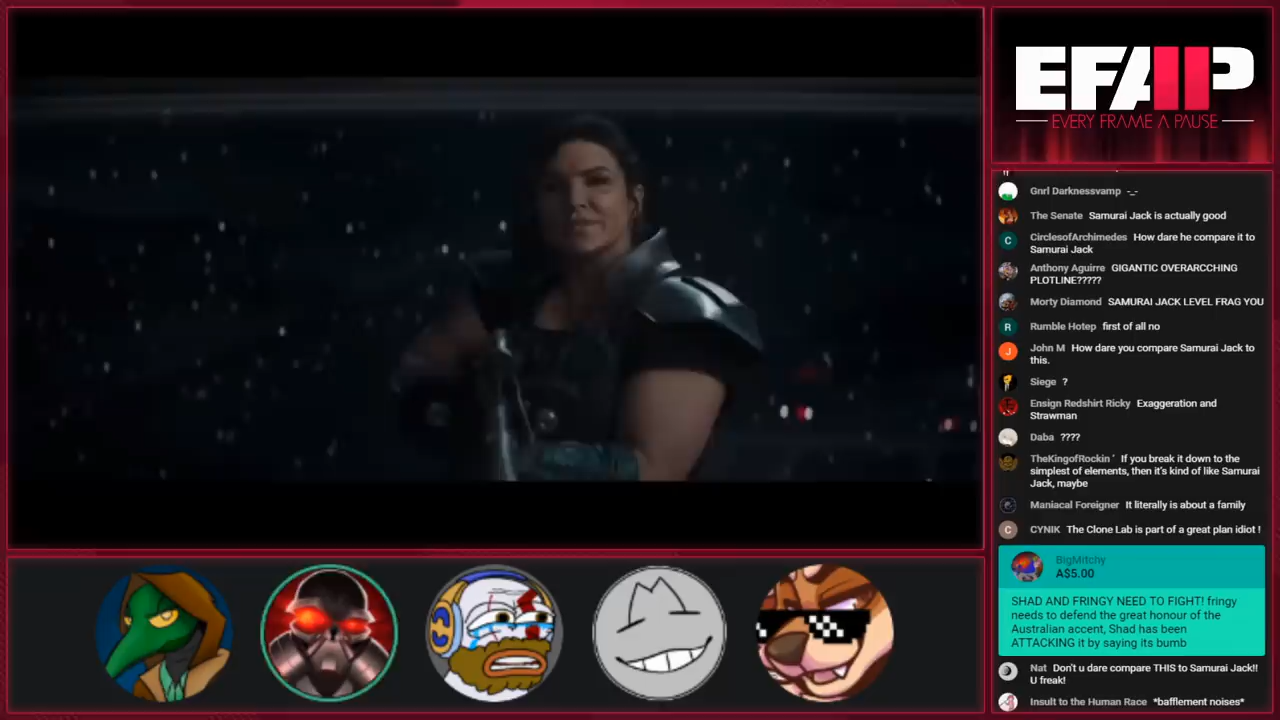 EFAP
EVERY FRAME A PAUSE
Gnrl Darknessvamp -_-
The Senate Samurai Jack is actually good
C
CirclesofArchimedes How dare he compare it to
Samurai Jack
Anthony Aguirre GIGANTIC OVERARCCHING
PLOTLINE?????
Morty Diamond SAMURAI JACK LEVEL FRAG YOU
R
Rumble Hotep first of all no
J
John M How dare you compare Samurai Jack to
this.
Siege ?
Ensign Redshirt Ricky Exaggeration and
Strawman
Daba ????
TheKingofRockin ' If you break it down to the
simplest of elements, then it's kind of like Samurai
Jack, maybe
Maniacal Foreigner It literally is about a family
C
CYNIK The Clone Lab is part of a great plan idiot !
BigMitchy
A$5.00
SHAD AND FRINGY NEED TO FIGHT! fringy
needs to defend the great honour of the
Australian accent, Shad has been
ATTACKING it by saying its bumb
Nat Don't u dare compare THIS to Samurai Jack!!
U freak!
Insult to the Human Race *bafflement noises*